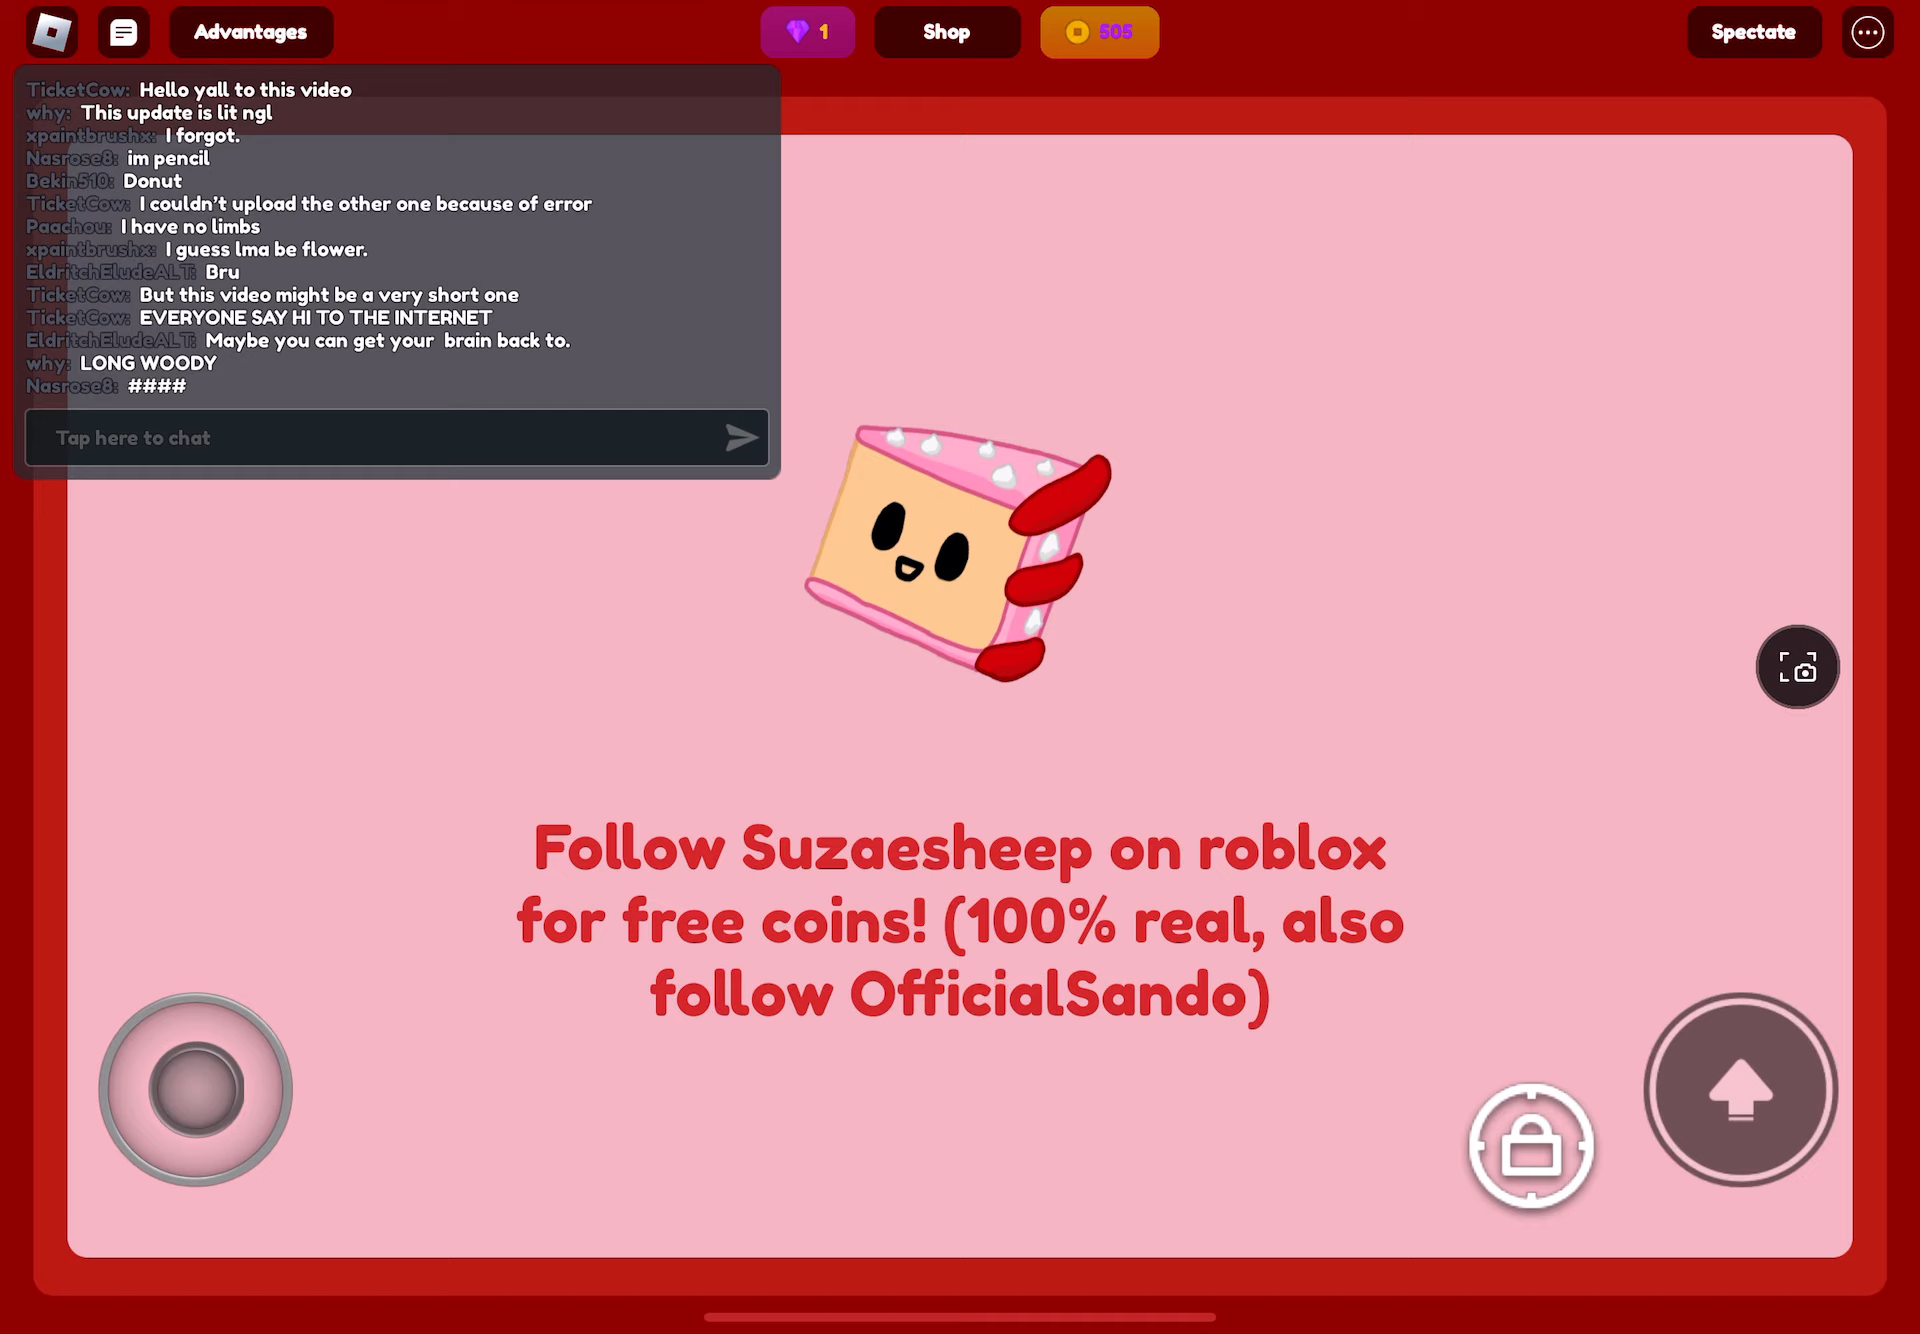 Advantages
1
Shop
505
Spectate
TicketCow: Hello yall to this video
why: This update is lit ngl
xpaintbrushx: I forgot.
Nasrose8: im pencil
Bekin510: Donut
TicketCow: I couldn't upload the other one because of error
Paachou: I have no limbs
xpaintbrushx: I guess Ima be flower.
EldritchEludeALT: Bru
TicketCow: But this video might be a very short one
TicketCow: EVERYONE SAY HI TO THE INTERNET
EldritchEludeALT: Maybe you can get your  brain back to.
why: LONG WOODY
Nasrose8: ####
Tap here to chat
Follow Suzaesheep on roblox
for free coins! (100% real, also
follow OfficialSando)